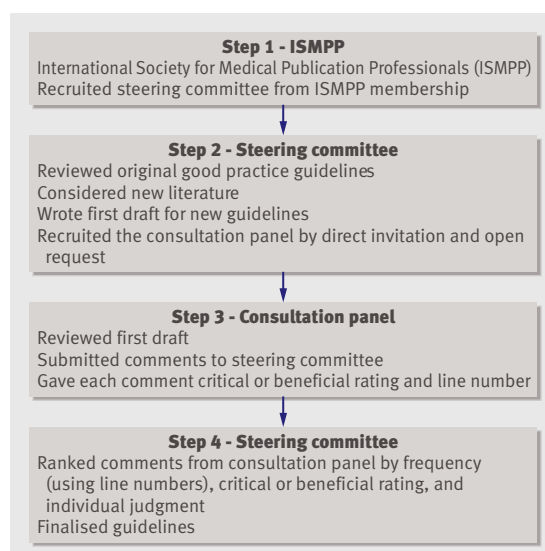 Step 1 - ISMPP
International Society for Medical Publication Professionals (ISMPP)
Recruited steering committee from ISMPP membership
Step 2 - Steering committee
Reviewed original good practice guidelines
Considered new literature
Wrote first draft for new guidelines
Recruited the consultation panel by direct invitation and open
request
Step 3 - Consultation panel
Reviewed first draft
Submitted comments to steering committee
Gave each comment critical or beneficial rating and line number
Step 4 - Steering committee
Ranked comments from consultation panel by frequency
(using line numbers), critical or beneficial rating, and
individual judgment
Finalised guidelines